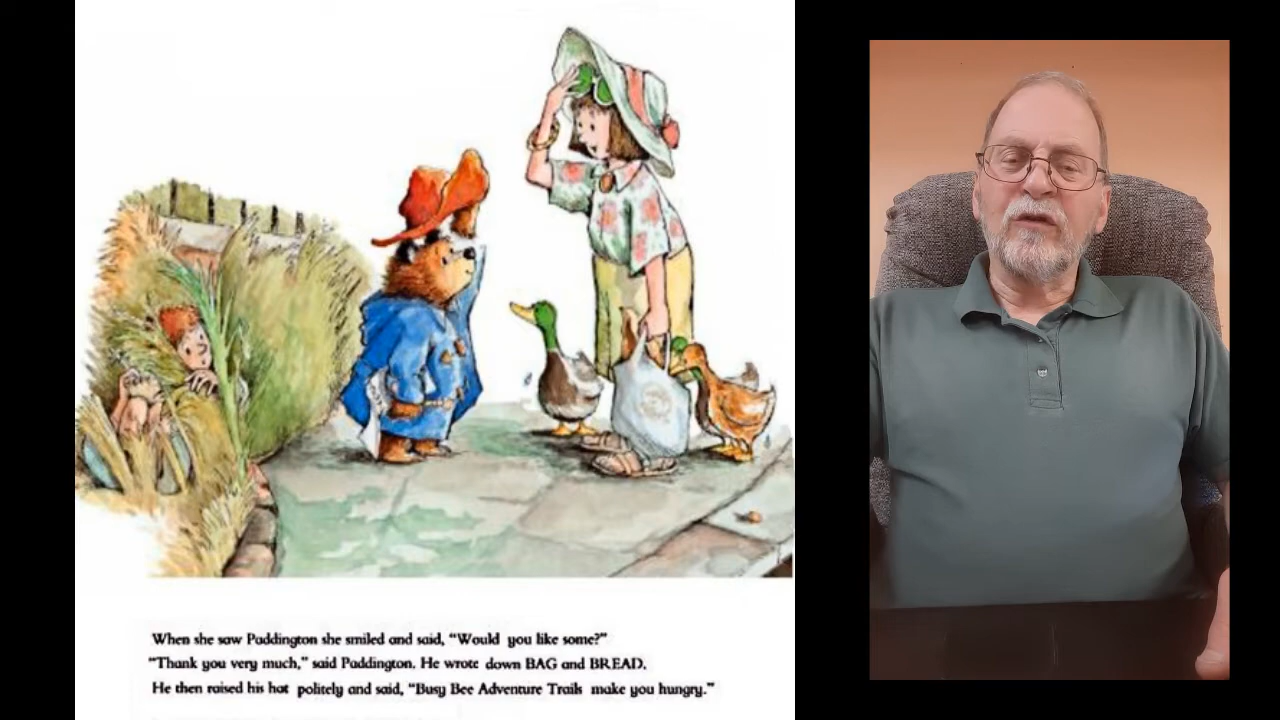 When she saw Paddington she smiled and said, “Would you like some?”
“Thank you very much,” said Paddington. He wrote down BAG and BREAD.
He then raised his hat politely and said, “Busy Bee Adventure Trails make you hungry.”